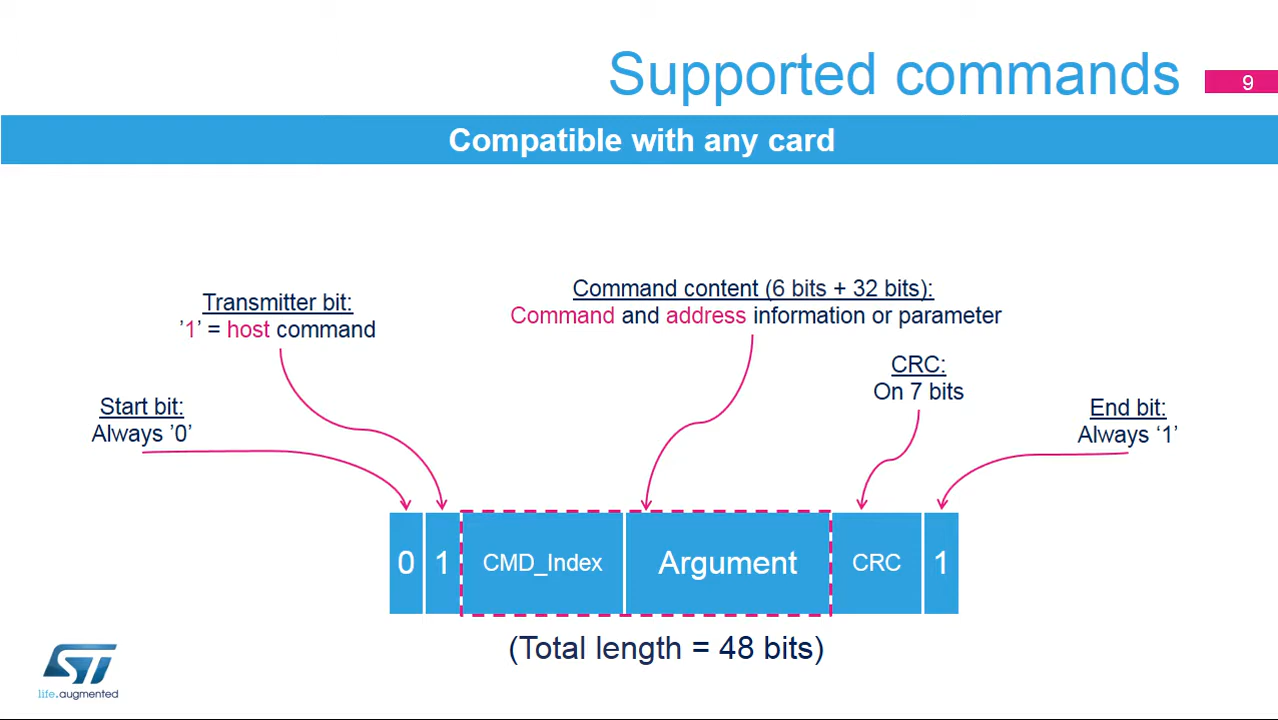 Supported commands
9
Compatible with any card
Transmitter bit:
’1’ = host command
Command content (6 bits + 32 bits):
Command and address information or parameter
CRC:
On 7 bits
Start bit:
Always ’0’
End bit:
Always ‘1’
0 1 CMD_Index Argument CRC 1
(Total length = 48 bits)
ST
life.augmented